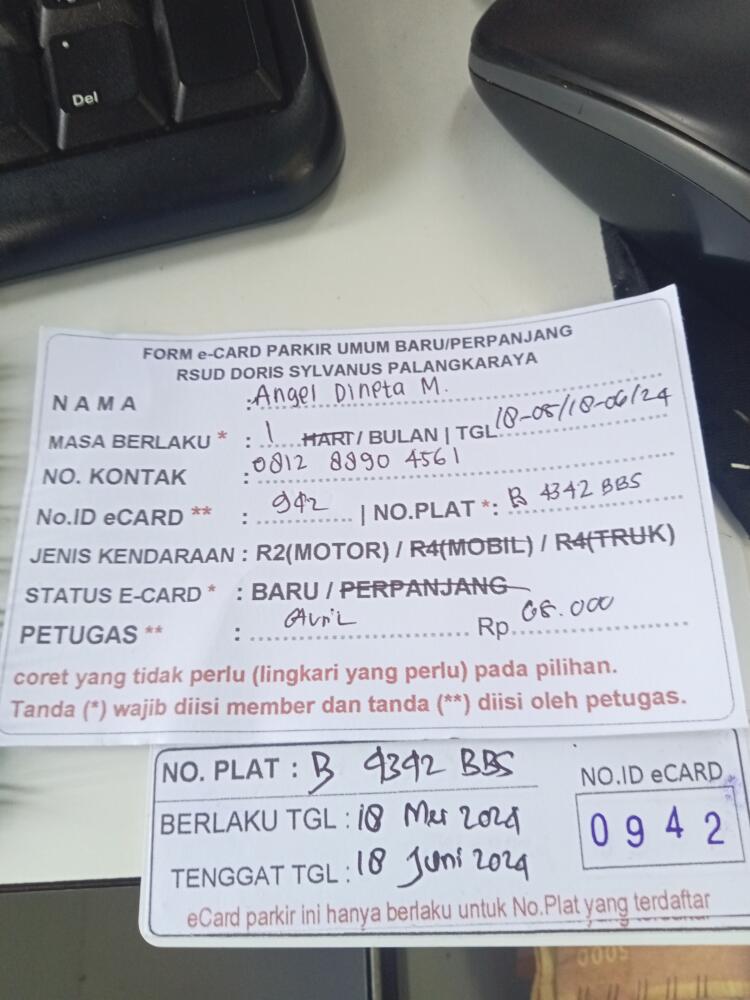 Del
FORM e-CARD PARKIR UMUM BARU/PERPANJANG
RSUD DORIS SYLVANUS PALANGKARAYA
NAMA : Angel Dineta M.
MASA BERLAKU * : 1 HARI / BULAN | TGL 18-05/18-06/24
NO. KONTAK : 0812 8890 4561
No.ID eCARD ** : 942 | NO.PLAT *: B 4342 BBS
JENIS KENDARAAN : R2(MOTOR) / R4(MOBIL) / R4(TRUK)
STATUS E-CARD * : BARU / PERPANJANG
PETUGAS ** : Avril Rp. 68.000
coret yang tidak perlu (lingkari yang perlu) pada pilihan.
Tanda (*) wajib diisi member dan tanda (**) diisi oleh petugas.
NO. PLAT : B 4342 BBS
NO.ID eCARD
BERLAKU TGL : 18 Mei 2024
0942
TENGGAT TGL : 18 Juni 2024
eCard parkir ini hanya berlaku untuk No.Plat yang terdaftar
5000